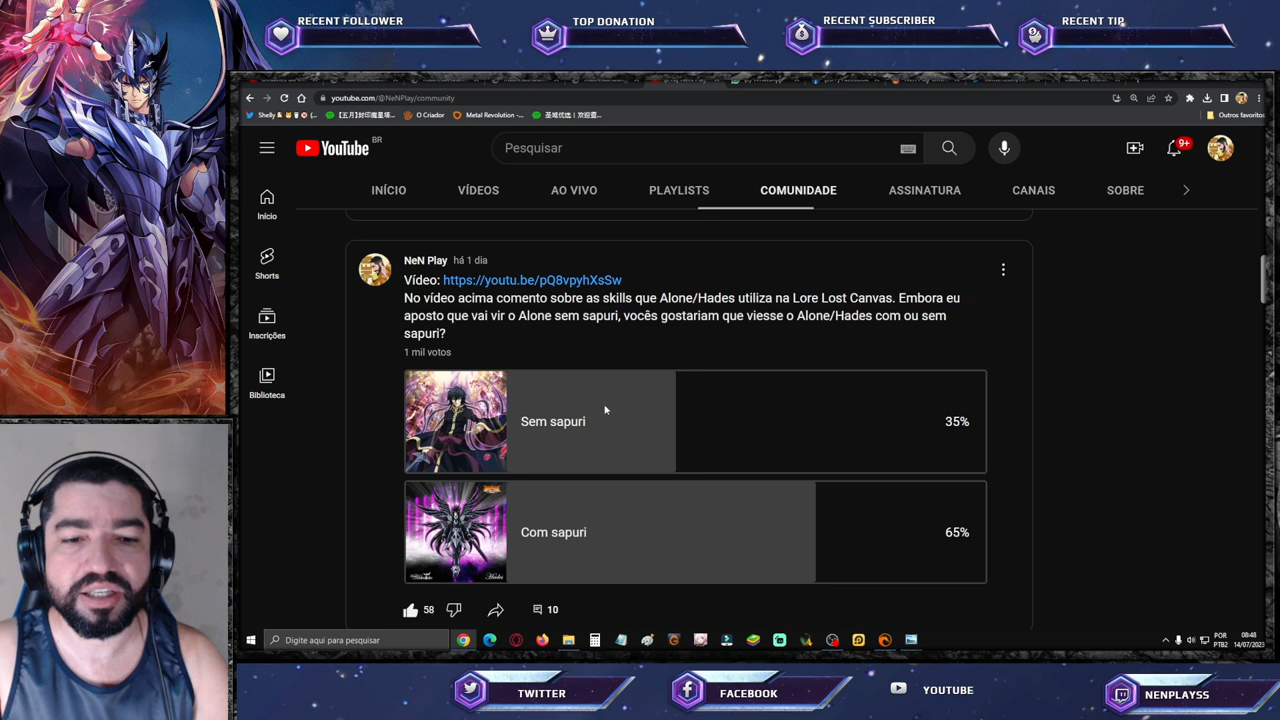 RECENT FOLLOWER
TOP DONATION
RECENT SUBSCRIBER
RECENT TIP
youtube.com/@NeNPlay/community
O Criador
Metal Revolution -...
Outros favoritos
YouTube
BR
Pesquisar
9+
INÍCIO
VÍDEOS
AO VIVO
PLAYLISTS
COMUNIDADE
ASSINATURA
CANAIS
SOBRE
Início
Shorts
Inscrições
Biblioteca
NeN Play há 1 dia
Vídeo: https://youtu.be/pQ8vpyhXsSw
No vídeo acima comento sobre as skills que Alone/Hades utiliza na Lore Lost Canvas. Embora eu
aposto que vai vir o Alone sem sapuri, vocês gostariam que viesse o Alone/Hades com ou sem
sapuri?
1 mil votos
Sem sapuri
35%
Com sapuri
65%
58
10
Digite aqui para pesquisar
POR
PTB2
08:48
14/07/2023
TWITTER
FACEBOOK
YOUTUBE
NENPLAYSS